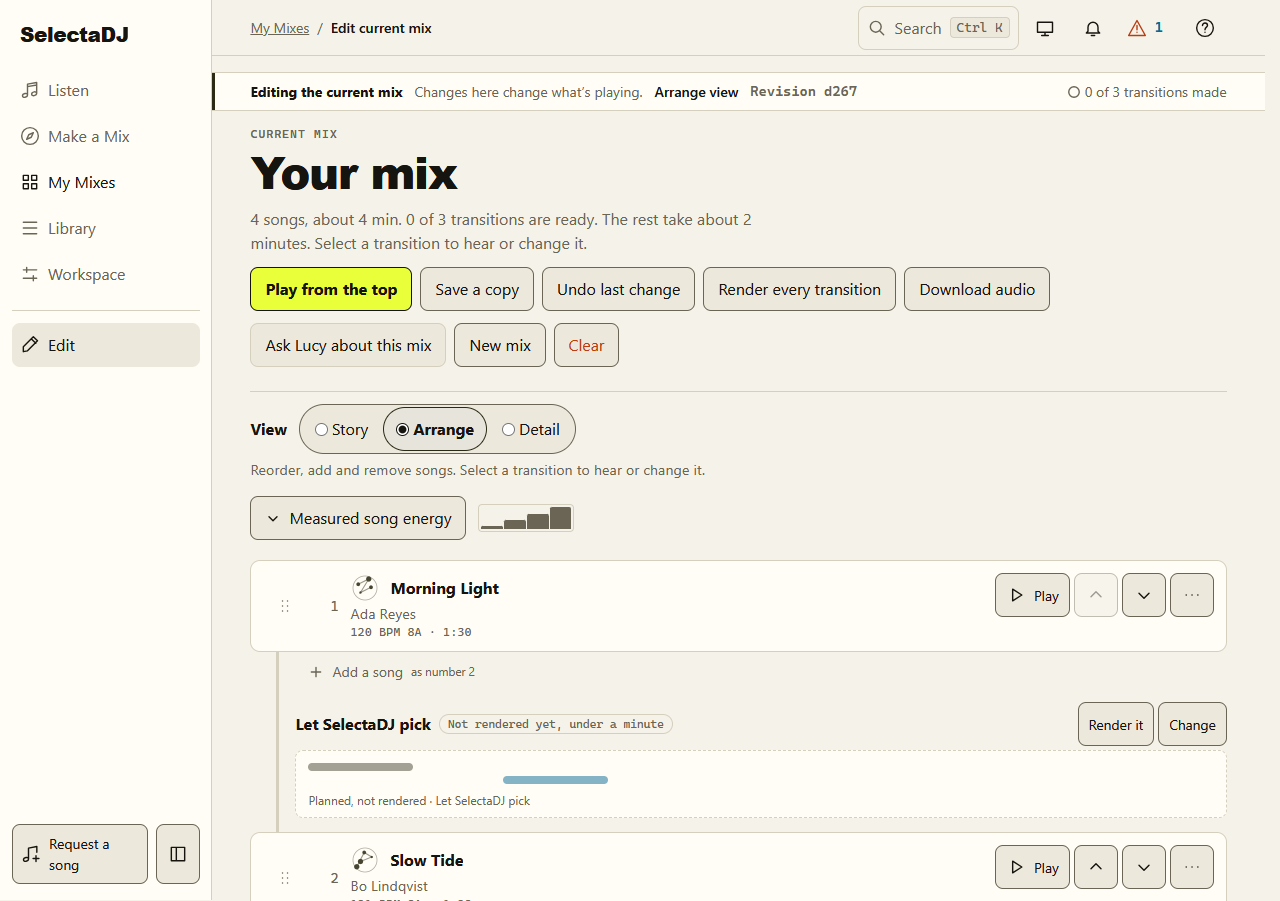 SelectaDJ
Listen
Make a Mix
My Mixes
Library
Workspace
Edit
Request a
song
My Mixes / Edit current mix
Search Ctrl K
1
Editing the current mix Changes here change what's playing. Arrange view Revision d267
0 of 3 transitions made
CURRENT MIX
Your mix
4 songs, about 4 min. 0 of 3 transitions are ready. The rest take about 2
minutes. Select a transition to hear or change it.
Play from the top
Save a copy
Undo last change
Render every transition
Download audio
Ask Lucy about this mix
New mix
Clear
View Story Arrange Detail
Reorder, add and remove songs. Select a transition to hear or change it.
Measured song energy
1 Morning Light
Ada Reyes
120 BPM 8A · 1:30
Play
+ Add a song as number 2
Let SelectaDJ pick Not rendered yet, under a minute
Render it Change
Planned, not rendered · Let SelectaDJ pick
2 Slow Tide
Bo Lindqvist
Play